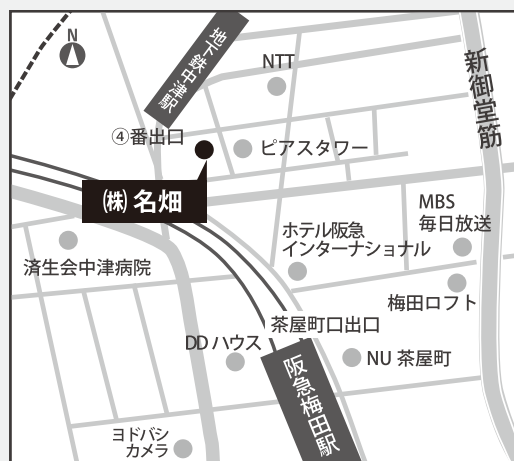 N
地下鉄中津駅
NTT
新御堂筋
④番出口
ピアスタワー
㈱ 名畑
MBS
毎日放送
ホテル阪急
インターナショナル
済生会中津病院
梅田ロフト
茶屋町口出口
DD ハウス
NU 茶屋町
阪急梅田駅
ヨドバシ
カメラ